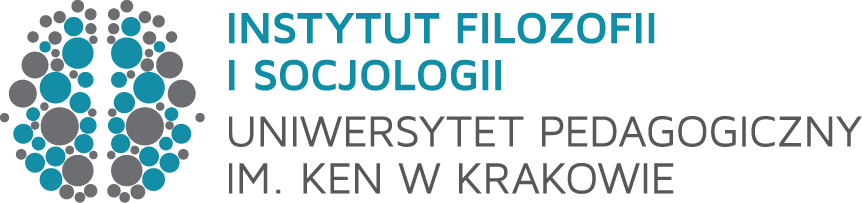 INSTYTUT FILOZOFII
I SOCJOLOGII
UNIWERSYTET PEDAGOGICZNY
IM. KEN W KRAKOWIE